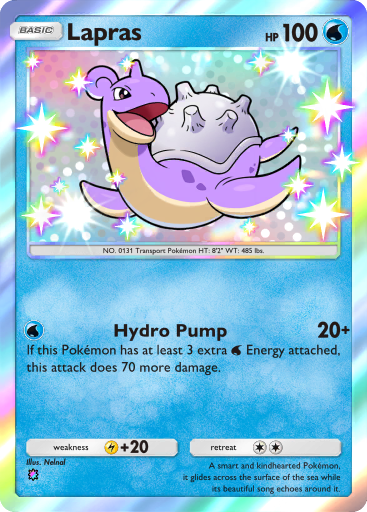 BASIC Lapras HP 100
NO. 0131 Transport Pokémon HT: 8'2" WT: 485 lbs.
Hydro Pump 20+
If this Pokémon has at least 3 extra Energy attached,
this attack does 70 more damage.
weakness +20 retreat
Illus. Nelnal
A smart and kindhearted Pokémon,
it glides across the surface of the sea while
its beautiful song echoes around it.